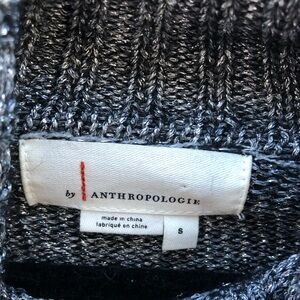 by ANTHROPOLOGIE
made in china
fabriqué en chine
S